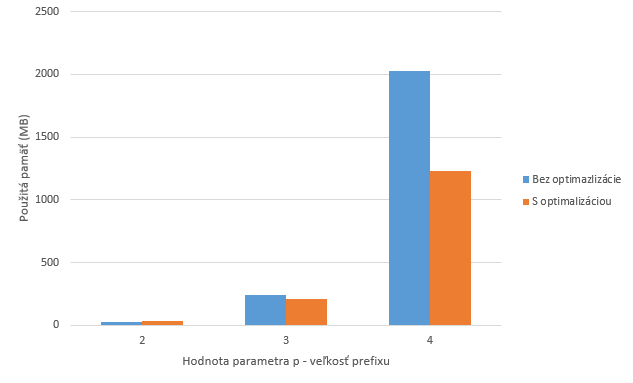 2500
2000
1500
1000
500
0
Použitá pamäť (MB)
2
3
4
Hodnota parametra p - veľkosť prefixu
Bez optimazlizácie
S optimalizáciou